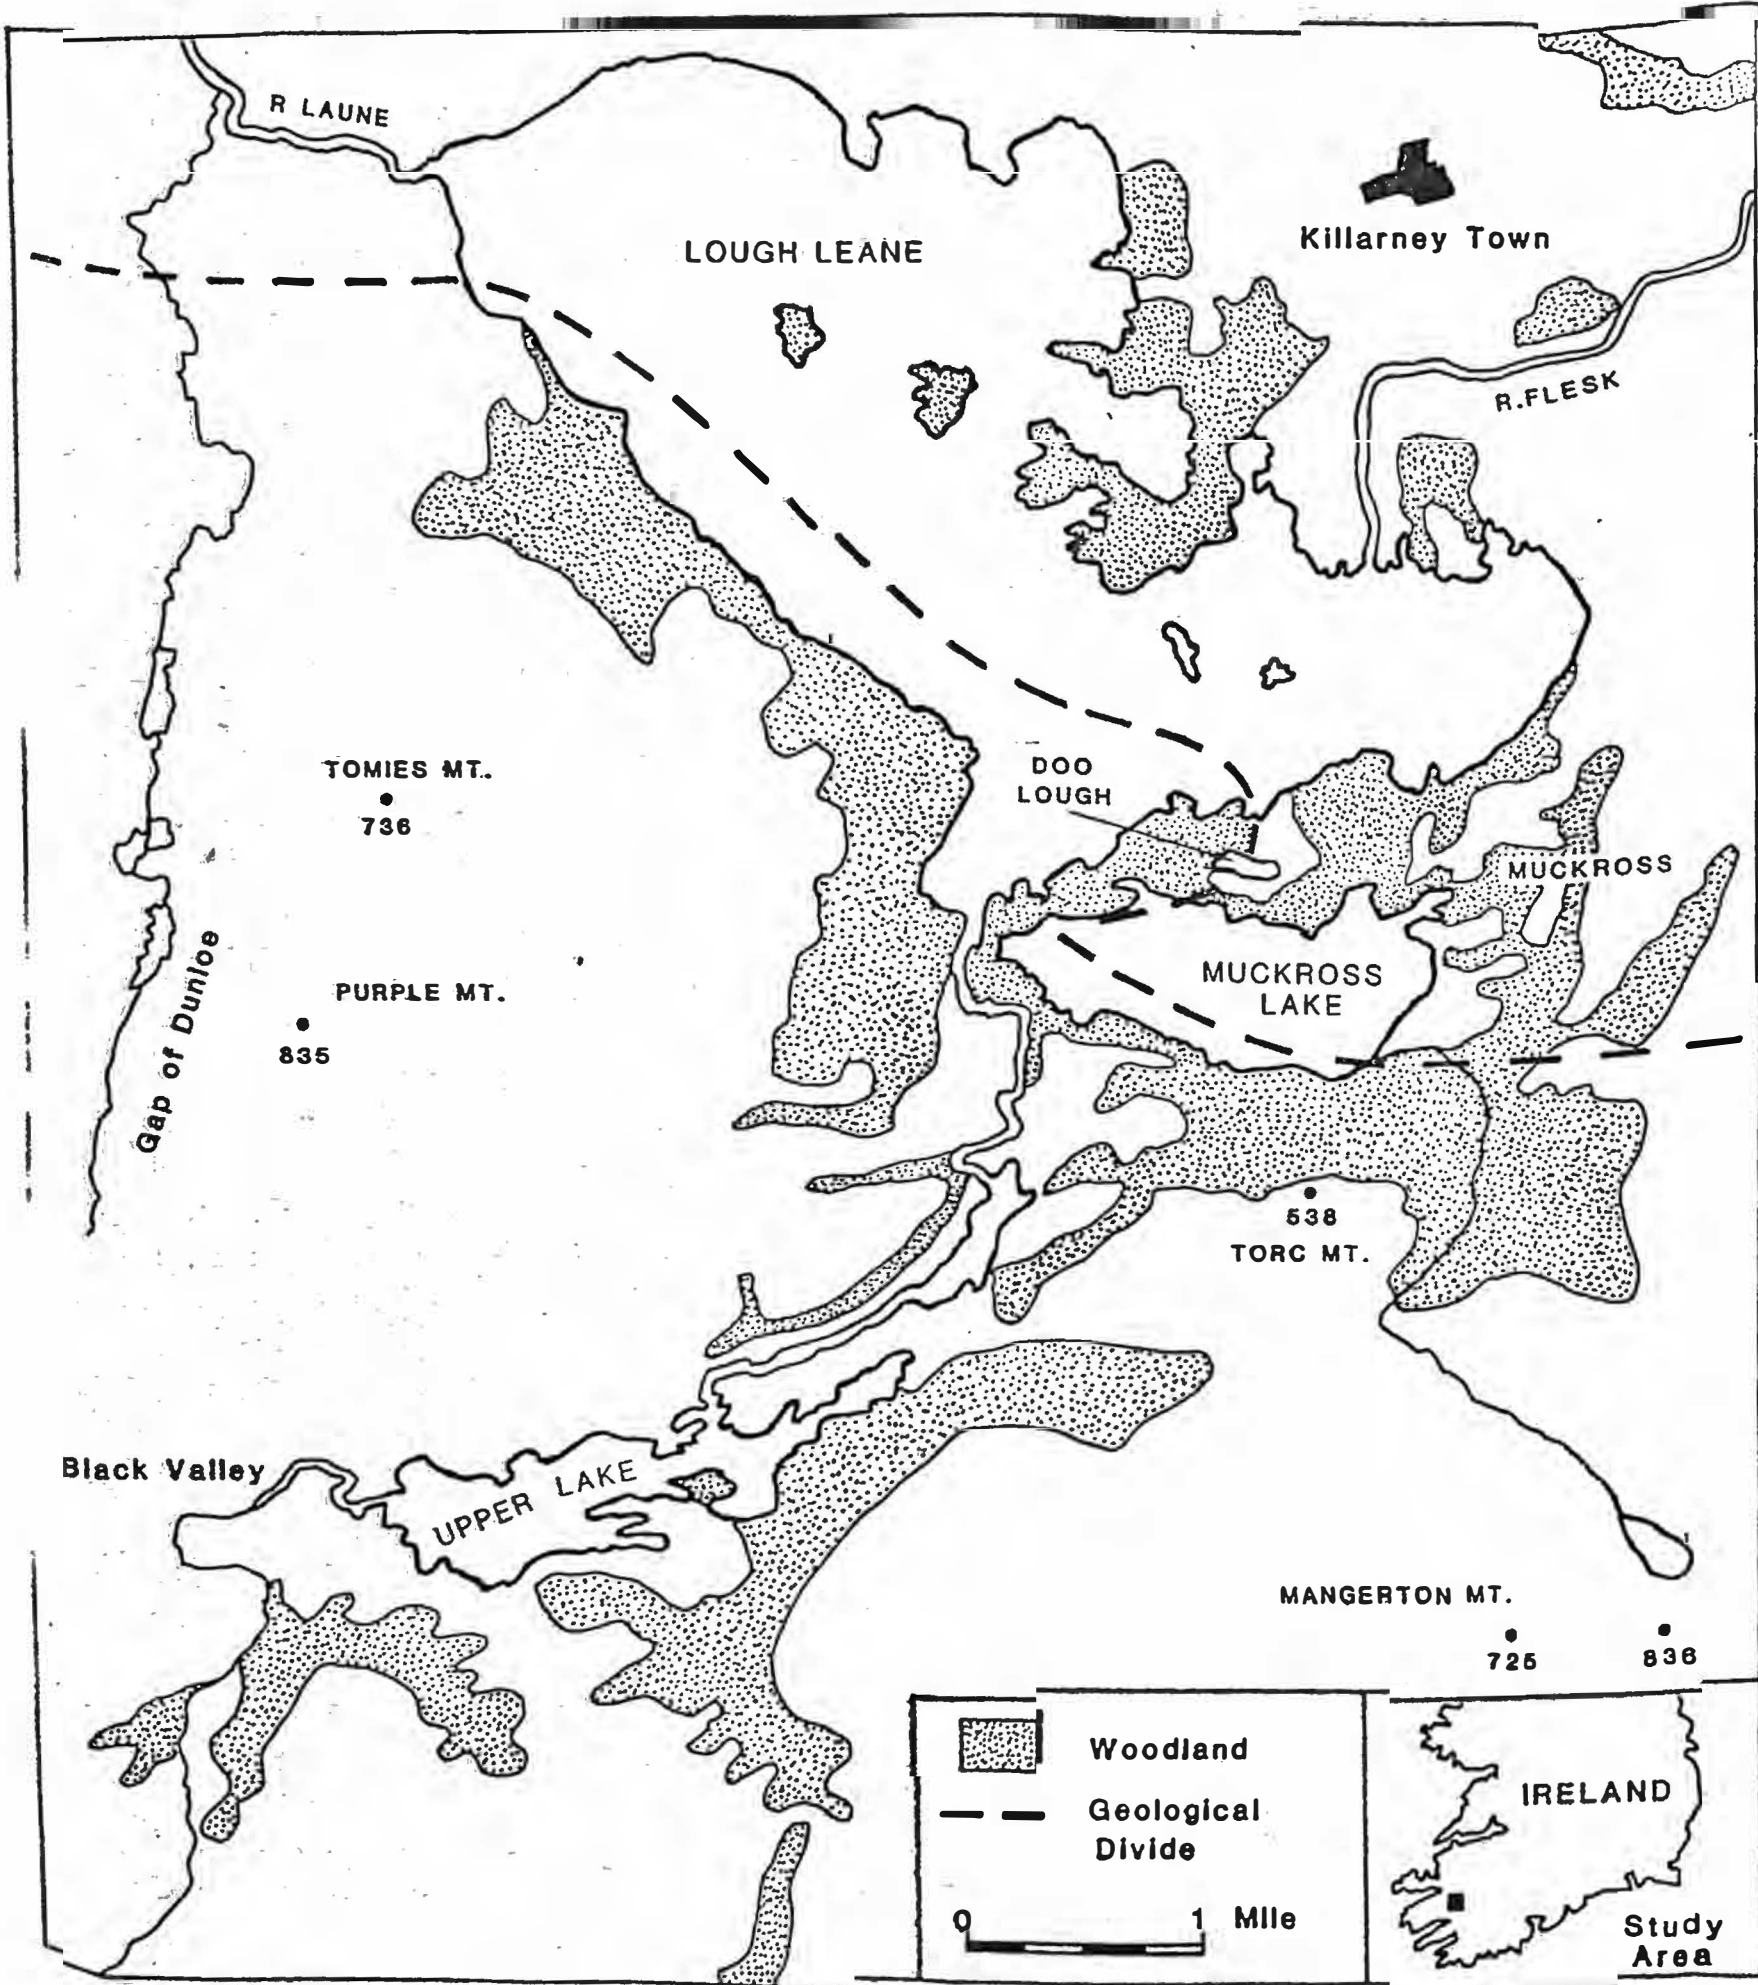 R LAUNE
LOUGH LEANE
Killarney Town
R.FLESK
DOO
LOUGH
TOMIES MT.
736
MUCKROSS
PURPLE MT.
835
Gap of Dunloe
MUCKROSS
LAKE
538
TORC MT.
Black Valley
UPPER LAKE
MANGERTON MT.
725
836
Woodland
Geological
Divide
0 1 Mile
IRELAND
Study
Area